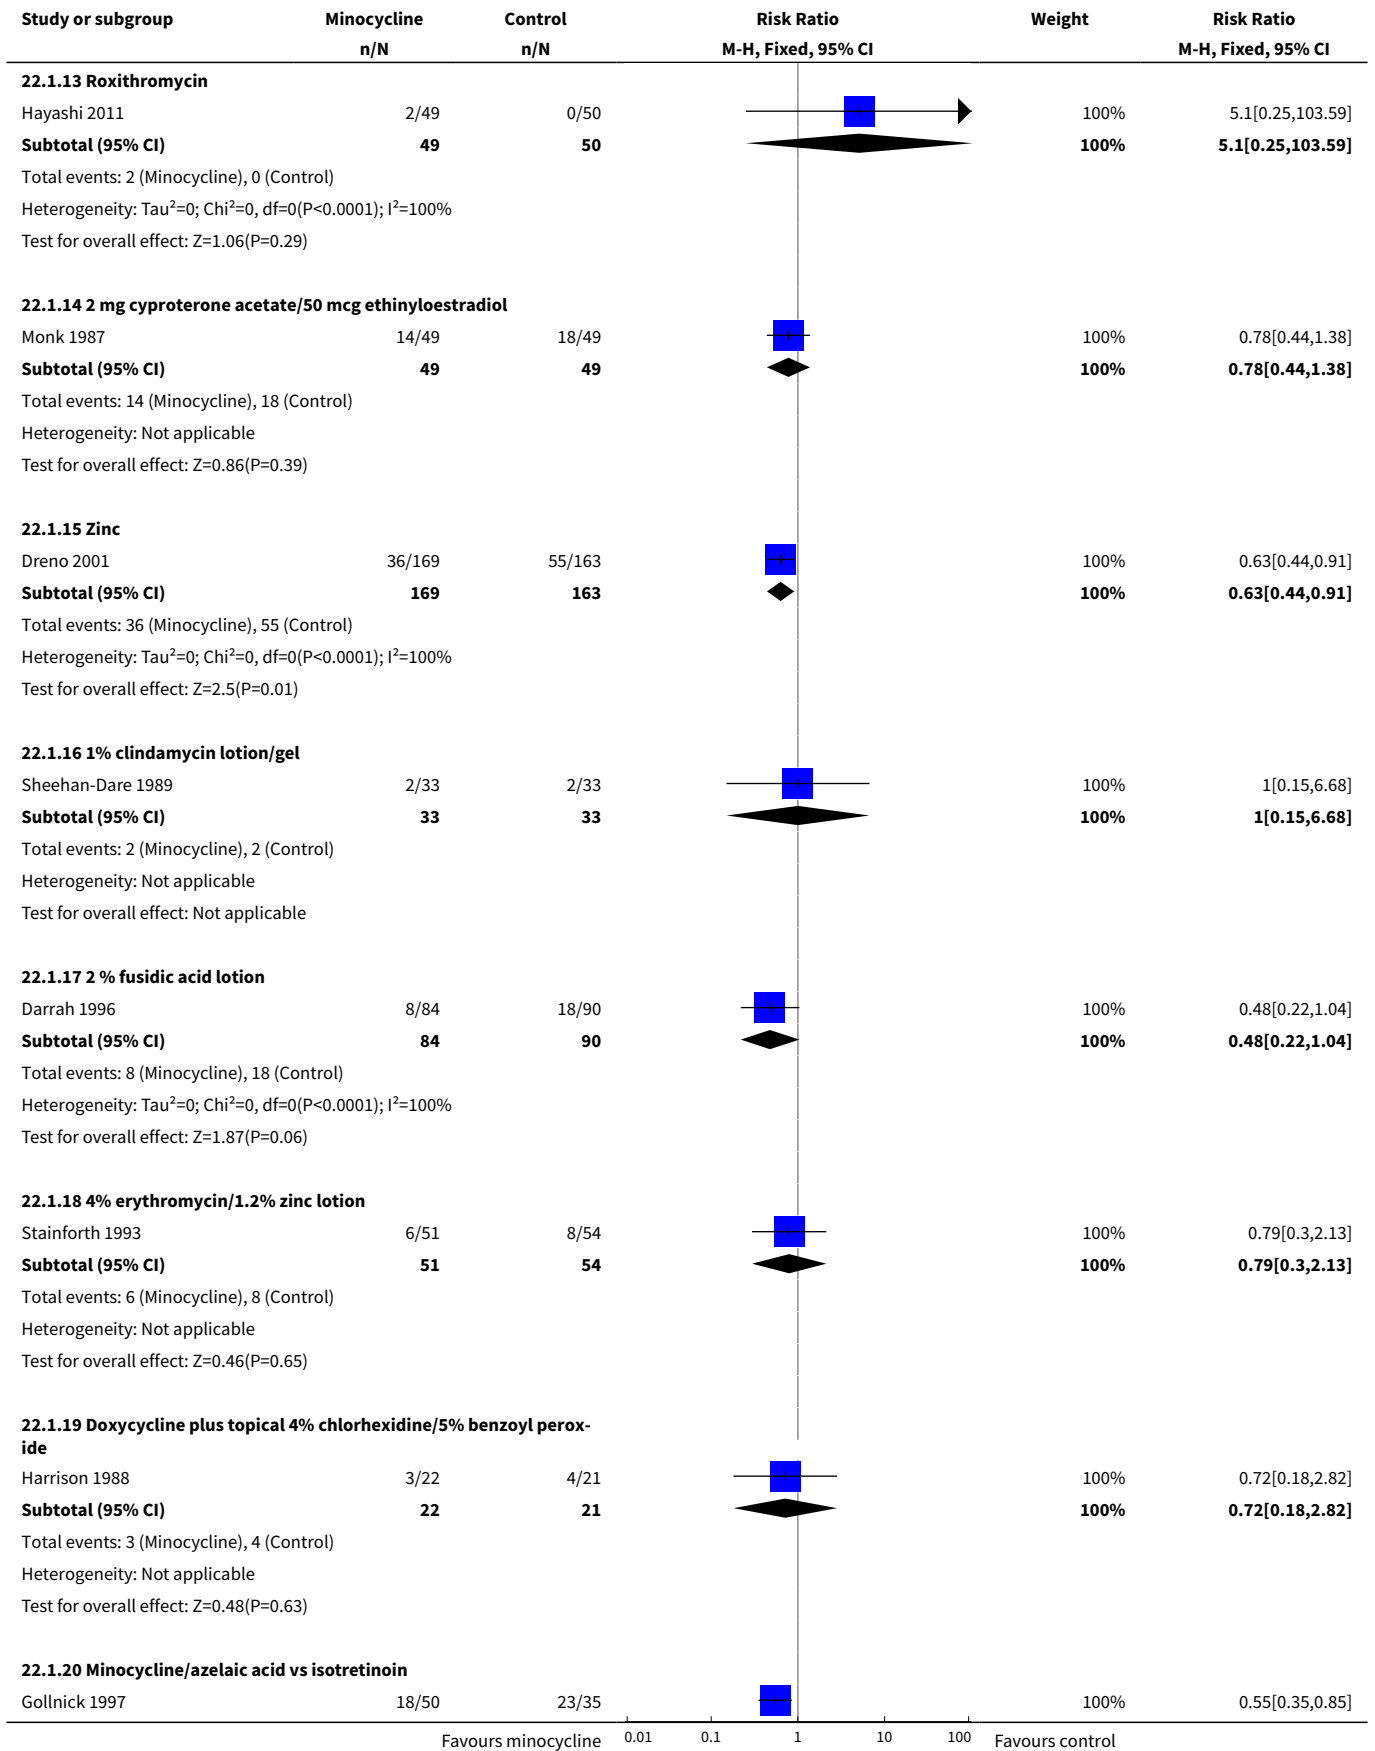 Study or subgroup Minocycline Control Risk Ratio Weight Risk Ratio
n/N n/N M-H, Fixed, 95% CI M-H, Fixed, 95% CI
22.1.13 Roxithromycin
Hayashi 2011 2/49 0/50 100% 5.1[0.25,103.59]
Subtotal (95% CI) 49 50 100% 5.1[0.25,103.59]
Total events: 2 (Minocycline), 0 (Control)
Heterogeneity: Tau²=0; Chi²=0, df=0(P<0.0001); I²=100%
Test for overall effect: Z=1.06(P=0.29)
22.1.14 2 mg cyproterone acetate/50 mcg ethinyloestradiol
Monk 1987 14/49 18/49 100% 0.78[0.44,1.38]
Subtotal (95% CI) 49 49 100% 0.78[0.44,1.38]
Total events: 14 (Minocycline), 18 (Control)
Heterogeneity: Not applicable
Test for overall effect: Z=0.86(P=0.39)
22.1.15 Zinc
Dreno 2001 36/169 55/163 100% 0.63[0.44,0.91]
Subtotal (95% CI) 169 163 100% 0.63[0.44,0.91]
Total events: 36 (Minocycline), 55 (Control)
Heterogeneity: Tau²=0; Chi²=0, df=0(P<0.0001); I²=100%
Test for overall effect: Z=2.5(P=0.01)
22.1.16 1% clindamycin lotion/gel
Sheehan-Dare 1989 2/33 2/33 100% 1[0.15,6.68]
Subtotal (95% CI) 33 33 100% 1[0.15,6.68]
Total events: 2 (Minocycline), 2 (Control)
Heterogeneity: Not applicable
Test for overall effect: Not applicable
22.1.17 2 % fusidic acid lotion
Darrah 1996 8/84 18/90 100% 0.48[0.22,1.04]
Subtotal (95% CI) 84 90 100% 0.48[0.22,1.04]
Total events: 8 (Minocycline), 18 (Control)
Heterogeneity: Tau²=0; Chi²=0, df=0(P<0.0001); I²=100%
Test for overall effect: Z=1.87(P=0.06)
22.1.18 4% erythromycin/1.2% zinc lotion
Stainforth 1993 6/51 8/54 100% 0.79[0.3,2.13]
Subtotal (95% CI) 51 54 100% 0.79[0.3,2.13]
Total events: 6 (Minocycline), 8 (Control)
Heterogeneity: Not applicable
Test for overall effect: Z=0.46(P=0.65)
22.1.19 Doxycycline plus topical 4% chlorhexidine/5% benzoyl perox-
ide
Harrison 1988 3/22 4/21 100% 0.72[0.18,2.82]
Subtotal (95% CI) 22 21 100% 0.72[0.18,2.82]
Total events: 3 (Minocycline), 4 (Control)
Heterogeneity: Not applicable
Test for overall effect: Z=0.48(P=0.63)
22.1.20 Minocycline/azelaic acid vs isotretinoin
Gollnick 1997 18/50 23/35 100% 0.55[0.35,0.85]
Favours minocycline 0.01 0.1 1 10 100 Favours control